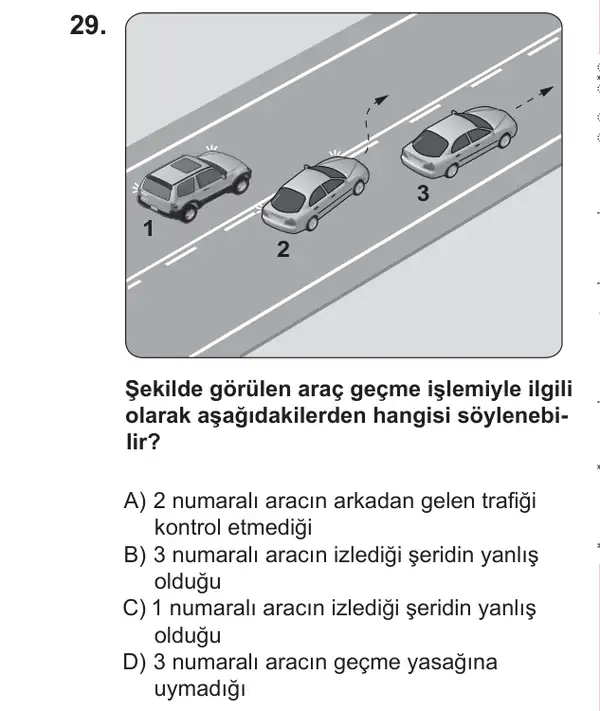 29.
1
2
3
Şekilde görülen araç geçme işlemiyle ilgili
olarak aşağıdakilerden hangisi söylenebi-
lir?
A) 2 numaralı aracın arkadan gelen trafiği
kontrol etmediği
B) 3 numaralı aracın izlediği şeridin yanlış
olduğu
C) 1 numaralı aracın izlediği şeridin yanlış
olduğu
D) 3 numaralı aracın geçme yasağına
uymadığı